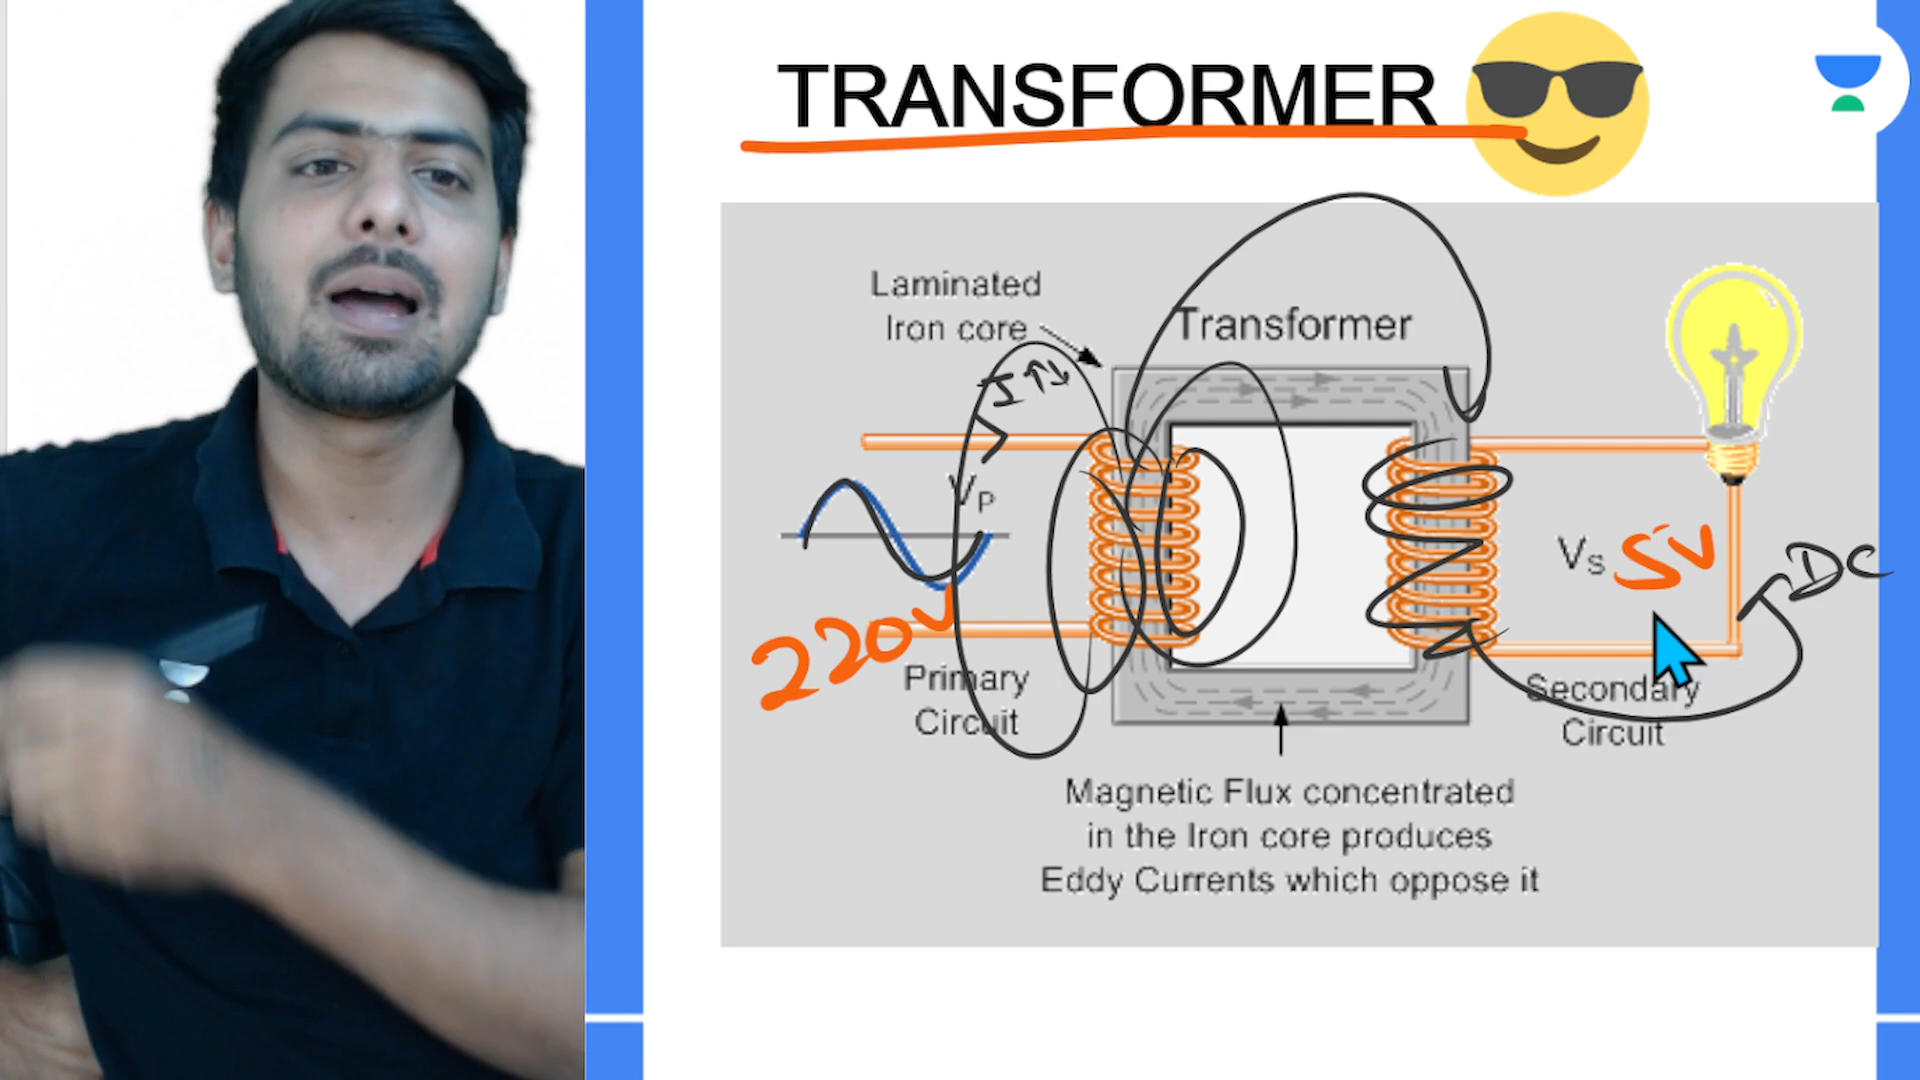 TRANSFORMER
Laminated
Iron core
Transformer
I ↑↓
VP
220V
Primary
Circuit
VS 5V
DC
Secondary
Circuit
Magnetic Flux concentrated
in the Iron core produces
Eddy Currents which oppose it